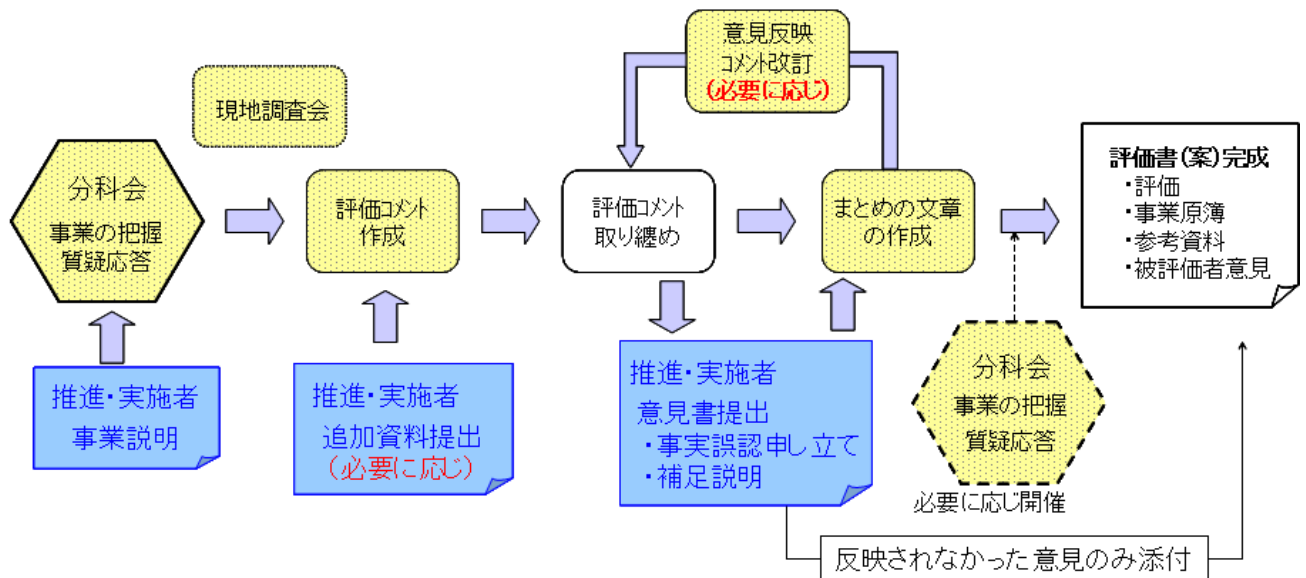 意見反映
コメント改訂
(必要に応じ)
現地調査会
分科会
事業の把握
質疑応答
評価コメント
作成
評価コメント
取り纏め
まとめの文章
の作成
評価書(案)完成
・評価
・事業原簿
・参考資料
・被評価者意見
推進・実施者
事業説明
推進・実施者
追加資料提出
(必要に応じ)
推進・実施者
意見書提出
・事実誤認申し立て
・補足説明
分科会
事業の把握
質疑応答
必要に応じ開催
反映されなかった意見のみ添付